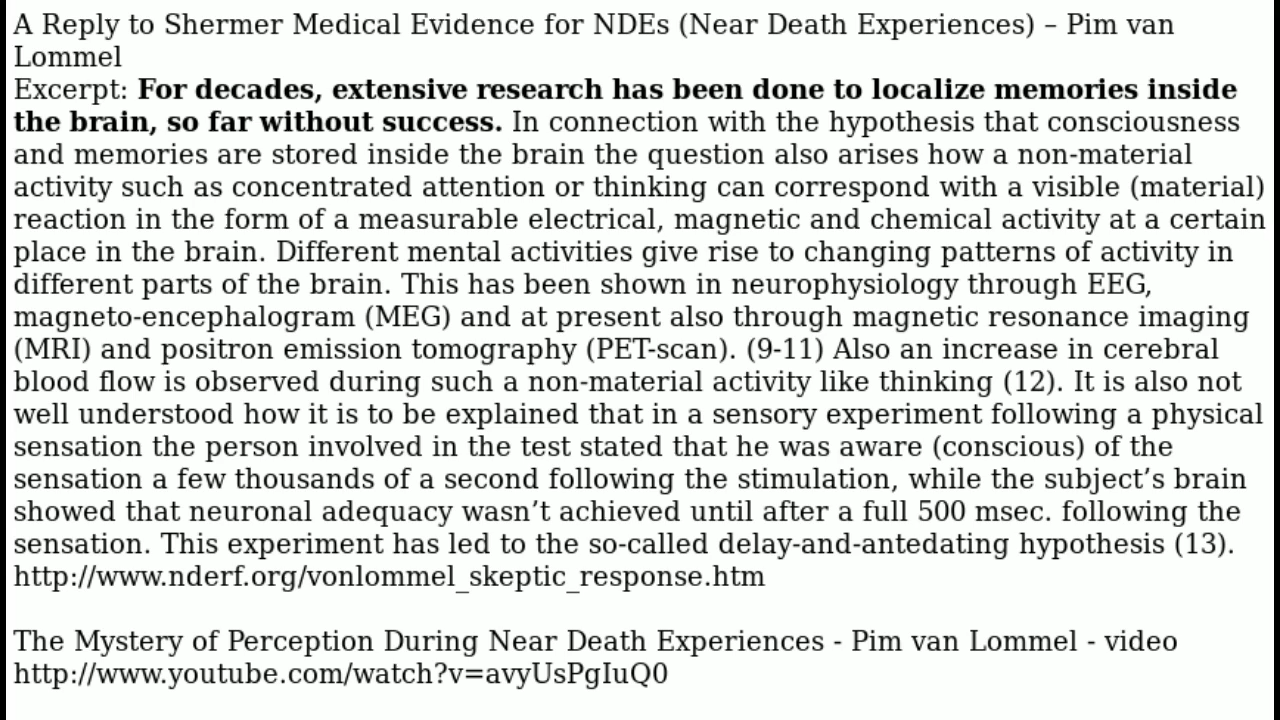 A Reply to Shermer Medical Evidence for NDEs (Near Death Experiences) – Pim van
Lommel
Excerpt: For decades, extensive research has been done to localize memories inside
the brain, so far without success. In connection with the hypothesis that consciousness
and memories are stored inside the brain the question also arises how a non-material
activity such as concentrated attention or thinking can correspond with a visible (material)
reaction in the form of a measurable electrical, magnetic and chemical activity at a certain
place in the brain. Different mental activities give rise to changing patterns of activity in
different parts of the brain. This has been shown in neurophysiology through EEG,
magneto-encephalogram (MEG) and at present also through magnetic resonance imaging
(MRI) and positron emission tomography (PET-scan). (9-11) Also an increase in cerebral
blood flow is observed during such a non-material activity like thinking (12). It is also not
well understood how it is to be explained that in a sensory experiment following a physical
sensation the person involved in the test stated that he was aware (conscious) of the
sensation a few thousands of a second following the stimulation, while the subject’s brain
showed that neuronal adequacy wasn’t achieved until after a full 500 msec. following the
sensation. This experiment has led to the so-called delay-and-antedating hypothesis (13).
http://www.nderf.org/vonlommel_skeptic_response.htm
The Mystery of Perception During Near Death Experiences - Pim van Lommel - video
http://www.youtube.com/watch?v=avyUsPgIuQ0